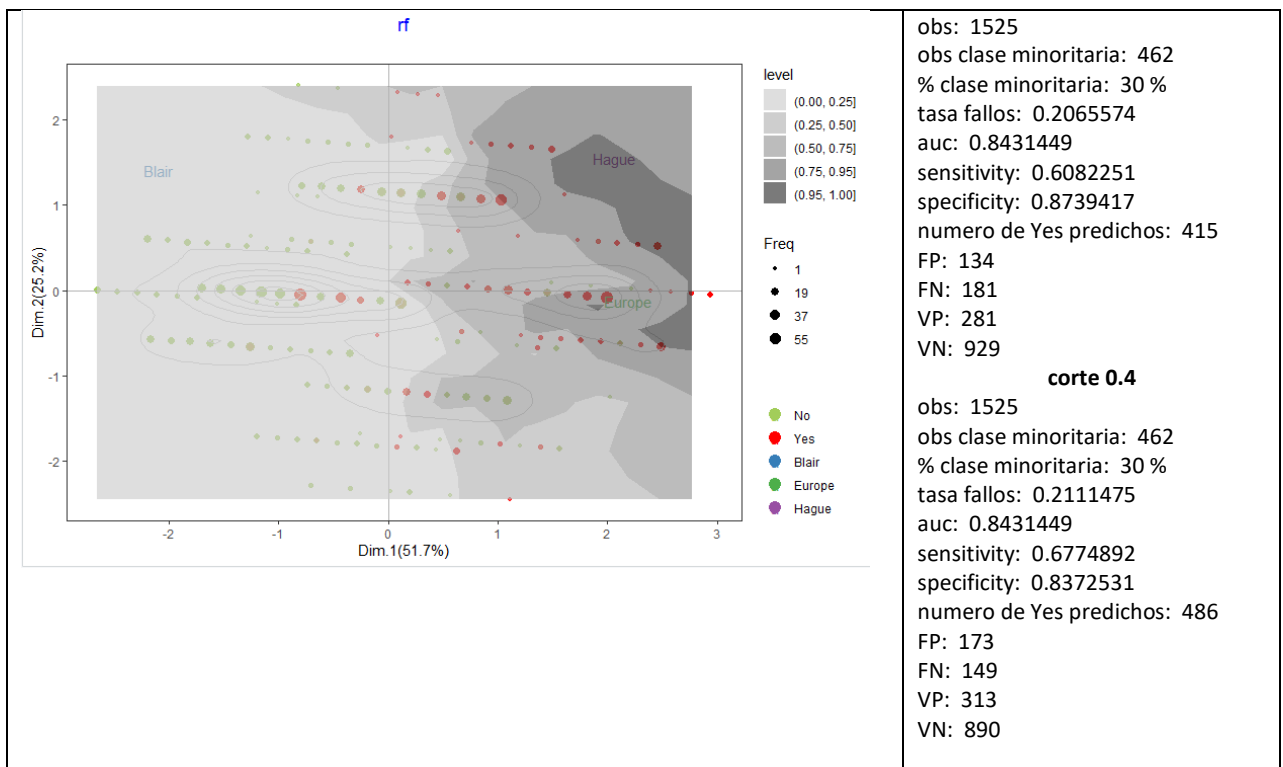 rf
2
1
0
-1
-2
Dim.2(25.2%)
Blair
Hague
Europe
-2
-1
0
1
2
3
Dim.1(51.7%)
level
(0.00, 0.25]
(0.25, 0.50]
(0.50, 0.75]
(0.75, 0.95]
(0.95, 1.00]
Freq
1
19
37
55
No
Yes
Blair
Europe
Hague
obs: 1525
obs clase minoritaria: 462
% clase minoritaria: 30 %
tasa fallos: 0.2065574
auc: 0.8431449
sensitivity: 0.6082251
specificity: 0.8739417
numero de Yes predichos: 415
FP: 134
FN: 181
VP: 281
VN: 929
corte 0.4
obs: 1525
obs clase minoritaria: 462
% clase minoritaria: 30 %
tasa fallos: 0.2111475
auc: 0.8431449
sensitivity: 0.6774892
specificity: 0.8372531
numero de Yes predichos: 486
FP: 173
FN: 149
VP: 313
VN: 890